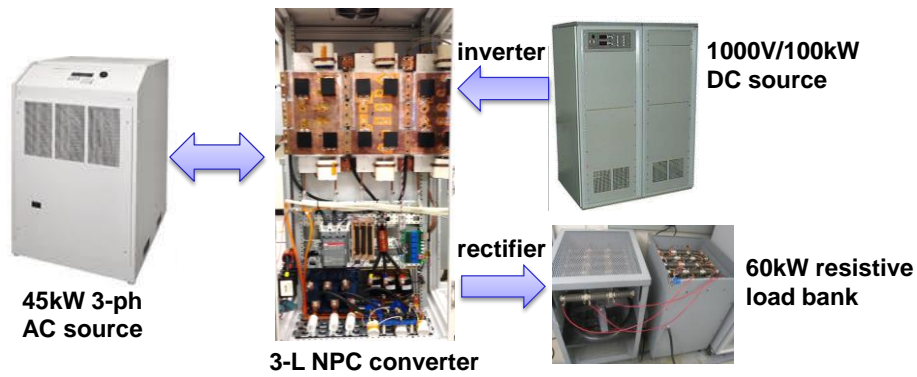 inverter
1000V/100kW
DC source
rectifier
60kW resistive
load bank
45kW 3-ph
AC source
3-L NPC converter